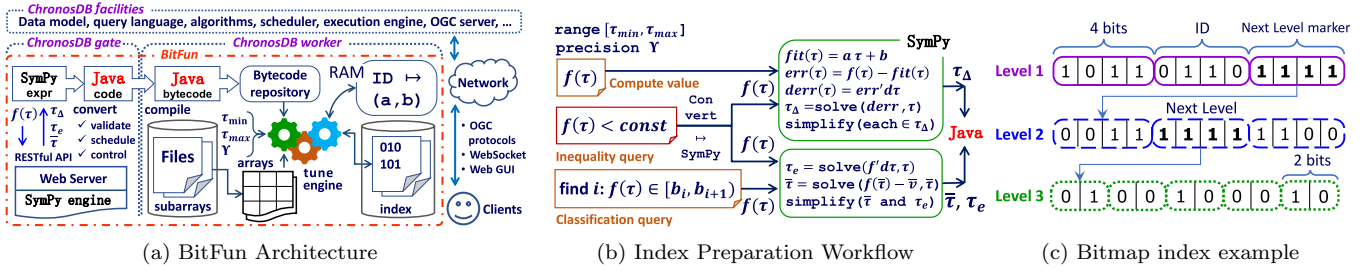 ChronosDB facilities
Data model, query language, algorithms, scheduler, execution engine, OGC server, ...
ChronosDB gate
BitFun
ChronosDB worker
SymPy
expr
Java
code
Java
bytecode
Bytecode
repository
RAM
ID ↦
(a,b)
Network
f(τ)
τΔ
τe
τ̅
RESTful API
convert
✓ validate
✓ schedule
✓ control
compile
Files
subarrays
τmin
τmax
Υ
arrays
tune
engine
010
101
index
• OGC
protocols
• WebSocket
• Web GUI
Clients
Web Server
SymPy engine
(a) BitFun Architecture
range [τmin, τmax]
precision Υ
f(τ)
Compute value
f(τ) < const
Inequality query
find i: f(τ) ∈ [bi, bi+1)
Classification query
Con
vert
↦
SymPy
f(τ)
f(τ)
f(τ)
SymPy
fit(τ) = a τ + b
err(τ) = f(τ) − fit(τ)
derr(τ) = err′dτ
τΔ = solve(derr, τ)
simplify(each ∈ τΔ)
τe = solve(f′dτ, τ)
τ̅ = solve(f(τ̅) − ν̅, τ̅)
simplify(τ̅ and τe)
τΔ
Java
τ̅, τe
(b) Index Preparation Workflow
4 bits
ID
Next Level marker
Level 1
1 0 1 1 0 1 1 0 1 1 1 1
Next Level
Level 2
0 0 1 1 1 1 1 1 1 1 0 0
2 bits
Level 3
0 1 0 0 0 1 0 0 0 0 1 0
(c) Bitmap index example